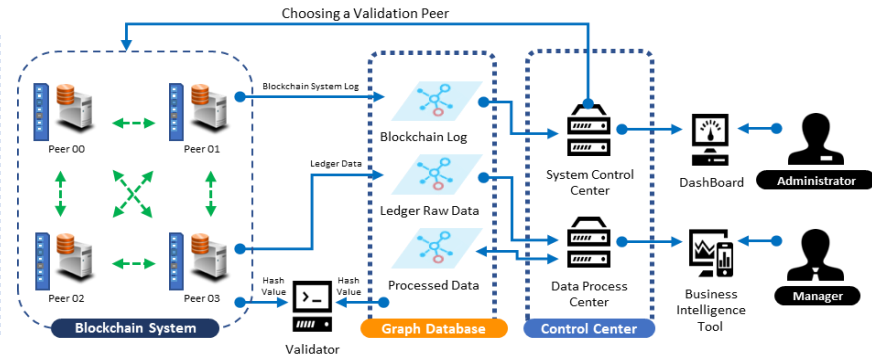 Choosing a Validation Peer
Peer 00
Peer 01
Peer 02
Peer 03
Blockchain System
Blockchain System Log
Ledger Data
Hash
Value
Hash
Value
Validator
Blockchain Log
Ledger Raw Data
Processed Data
Graph Database
System Control
Center
Data Process
Center
Control Center
DashBoard
Business
Intelligence
Tool
Administrator
Manager